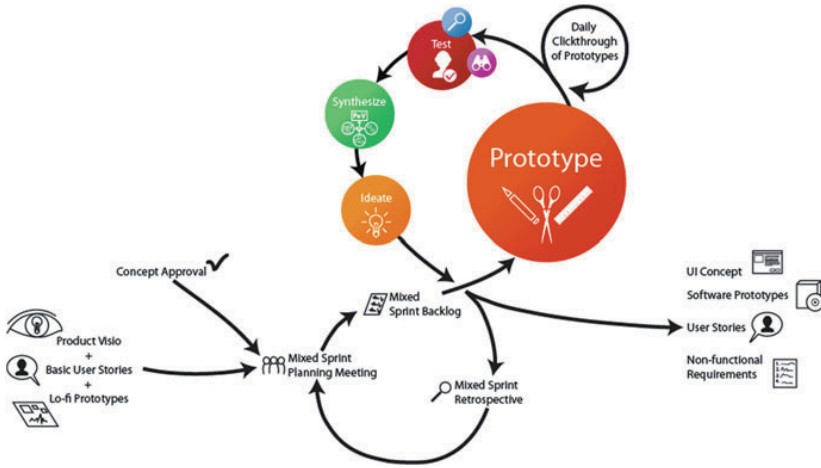 Daily
Clickthrough
of Prototypes
Test
Synthesize
PoV
Prototype
Ideate
Concept Approval
Mixed
Sprint Backlog
UI Concept
Software Prototypes
User Stories
Non-functional
Requirements
Product Visio
+
Basic User Stories
+
Lo-fi Prototypes
Mixed Sprint
Planning Meeting
Mixed Sprint
Retrospective